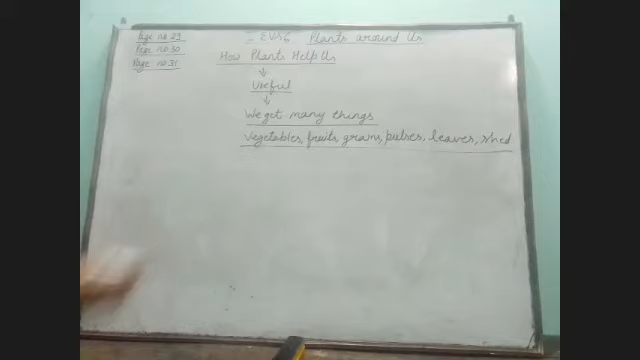 Page no 29
Page no 30
Page no 31
I EVS Plants around Us
How Plants Help Us
Useful
We get many things
Vegetables, fruits, grains, pulses, leaves, shed